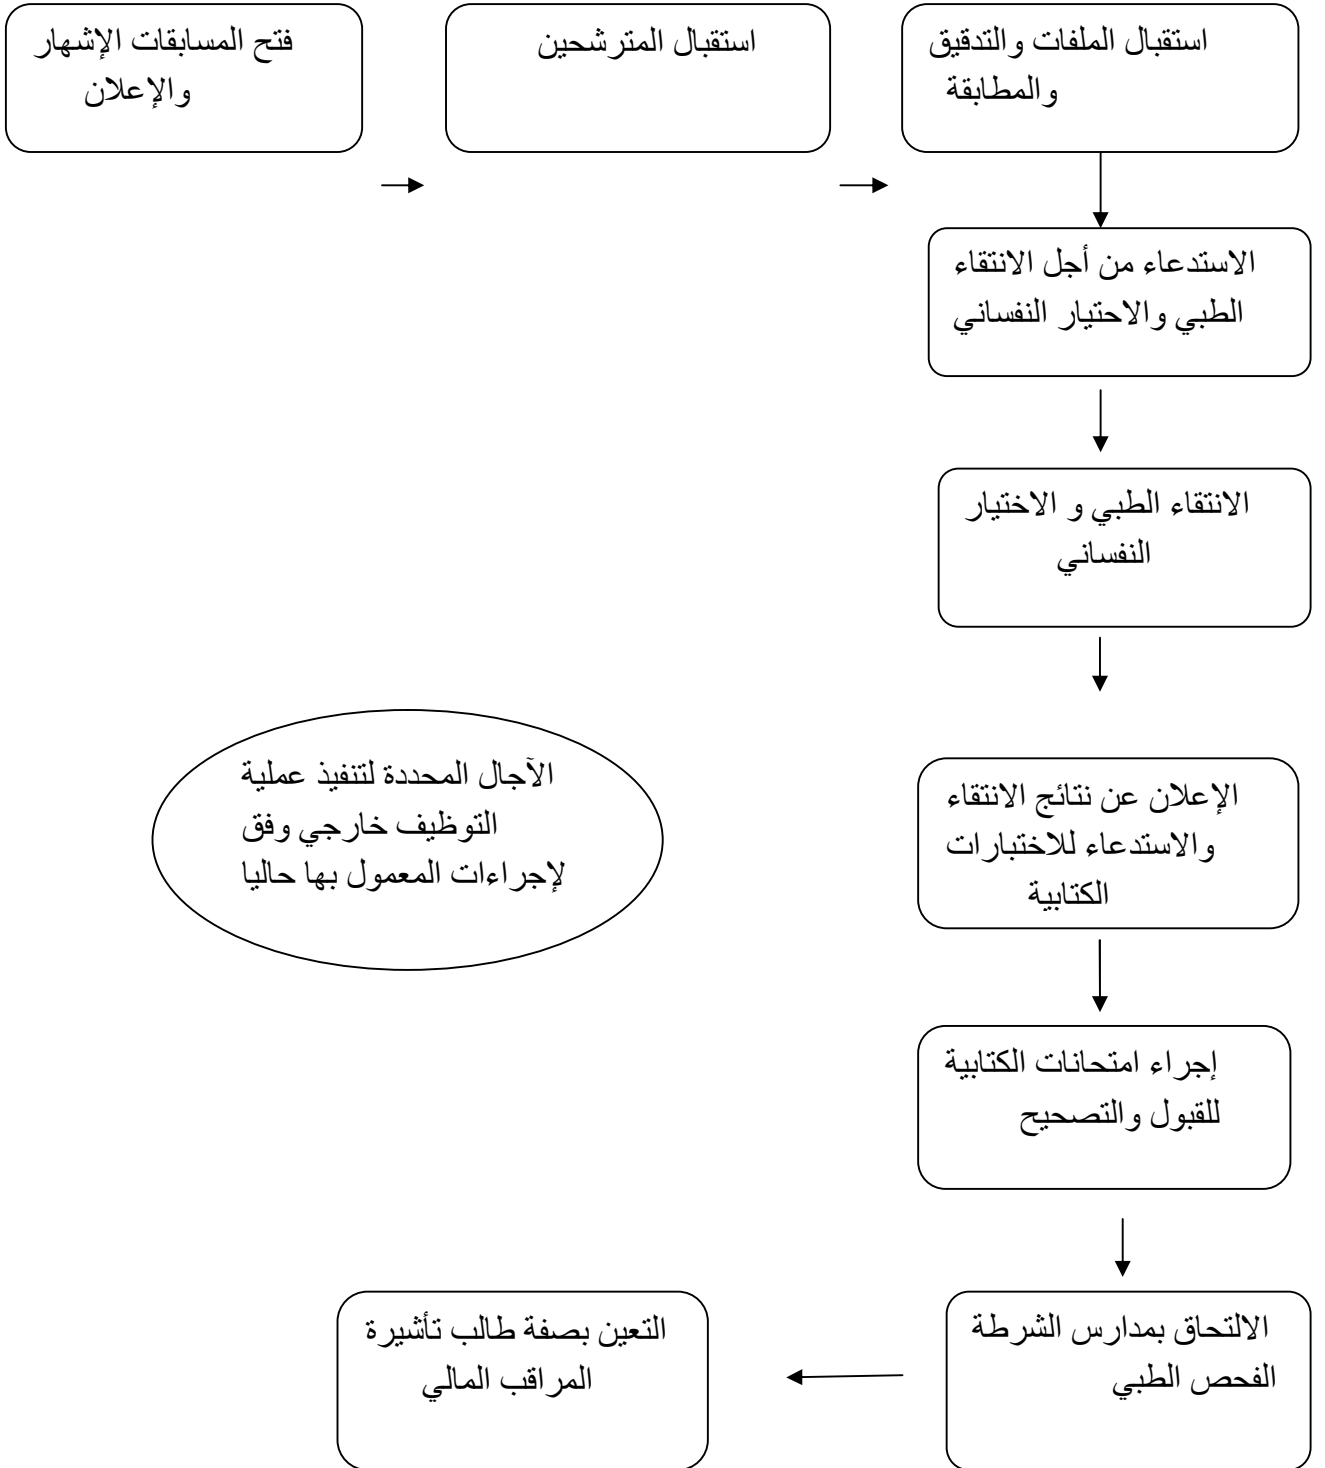 فتح المسابقات الإشهار
والإعلان
استقبال المترشحين
استقبال الملفات والتدقيق
والمطابقة
الاستدعاء من أجل الانتقاء
الطبي والاحتيار النفساني
الانتقاء الطبي و الاختيار
النفساني
الإعلان عن نتائج الانتقاء
والاستدعاء للاختبارات
الكتابية
الآجال المحددة لتنفيذ عملية
التوظيف خارجي وفق
لإجراءات المعمول بها حاليا
إجراء امتحانات الكتابية
للقبول والتصحيح
الالتحاق بمدارس الشرطة
الفحص الطبي
التعين بصفة طالب تأشيرة
المراقب المالي